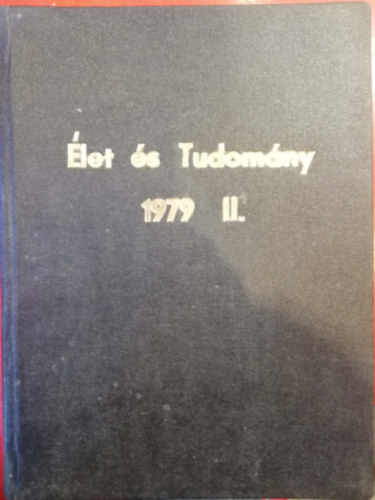 Élet és Tudomány
1979 II.